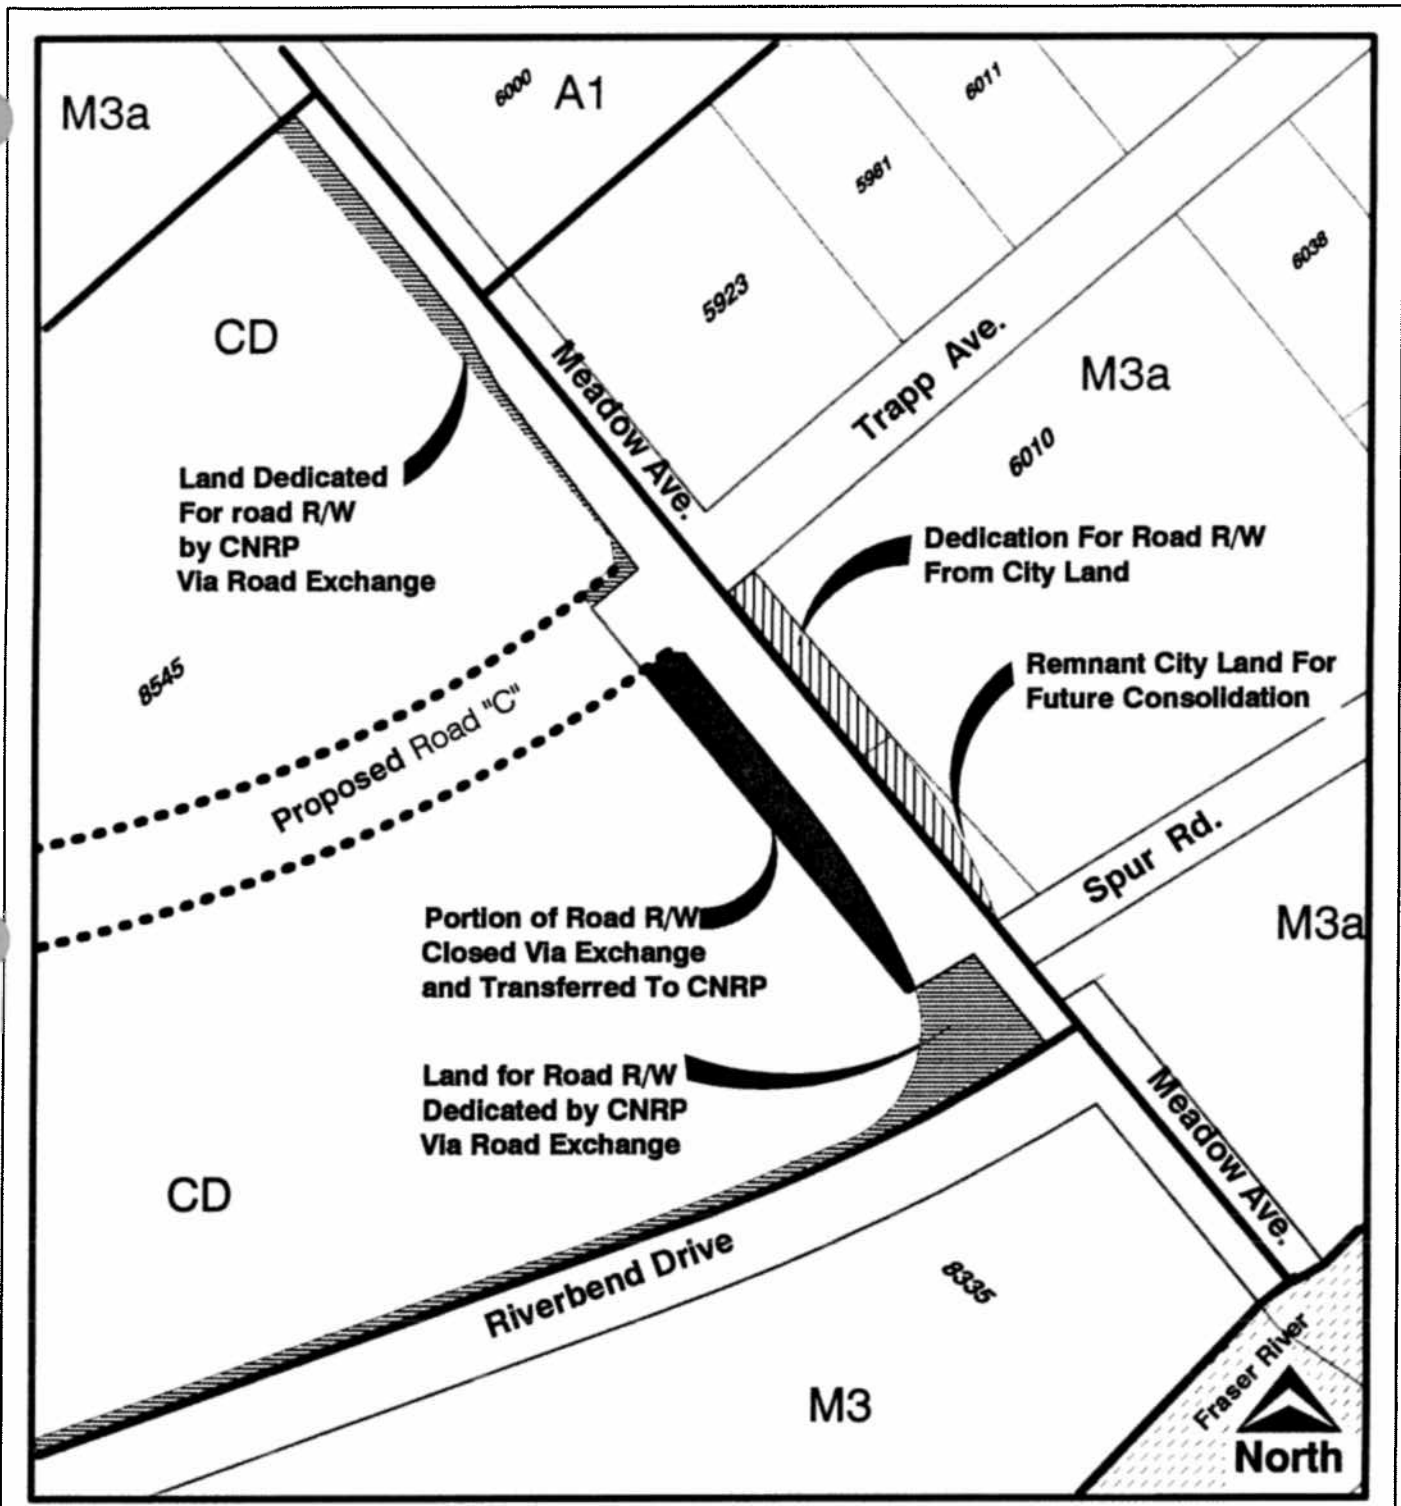 M3a
6000
A1
6011
5981
5923
6038
CD
Meadow Ave.
Trapp Ave.
M3a
6010
Land Dedicated
For road R/W
by CNRP
Via Road Exchange
Dedication For Road R/W
From City Land
8545
Remnant City Land For
Future Consolidation
Proposed Road "C"
Spur Rd.
M3a
Portion of Road R/W
Closed Via Exchange
and Transferred To CNRP
Land for Road R/W
Dedicated by CNRP
Via Road Exchange
Meadow Ave.
CD
Riverbend Drive
8335
M3
Fraser River
North